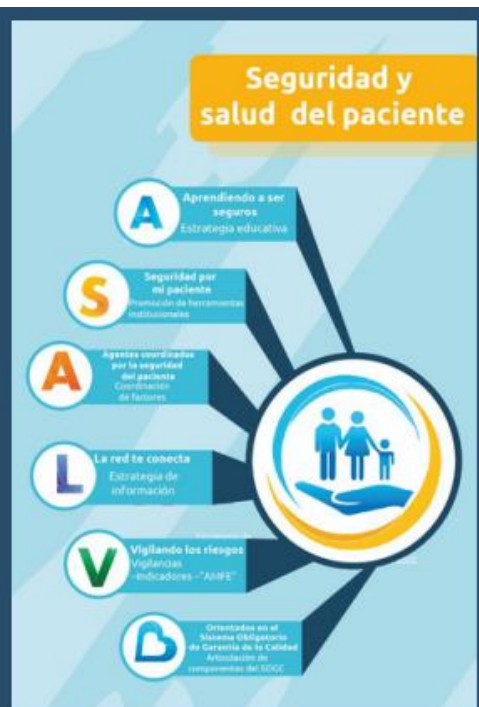 Seguridad y
salud del paciente
A
Aprendiendo a ser
seguros
Estrategia educativa
S
Seguridad por
mi paciente
Promoción de herramientas
institucionales
A
Agentes coordinados
por la seguridad
del paciente
Coordinación
de factores
L
La red te conecta
Estrategia de
información
V
Vigilando los riesgos
Vigilancias
-Indicadores -"AMFE"
Orientados en el
Sistema Obligatorio
de Garantía de la Calidad
Articulación de
componentes del SOGC